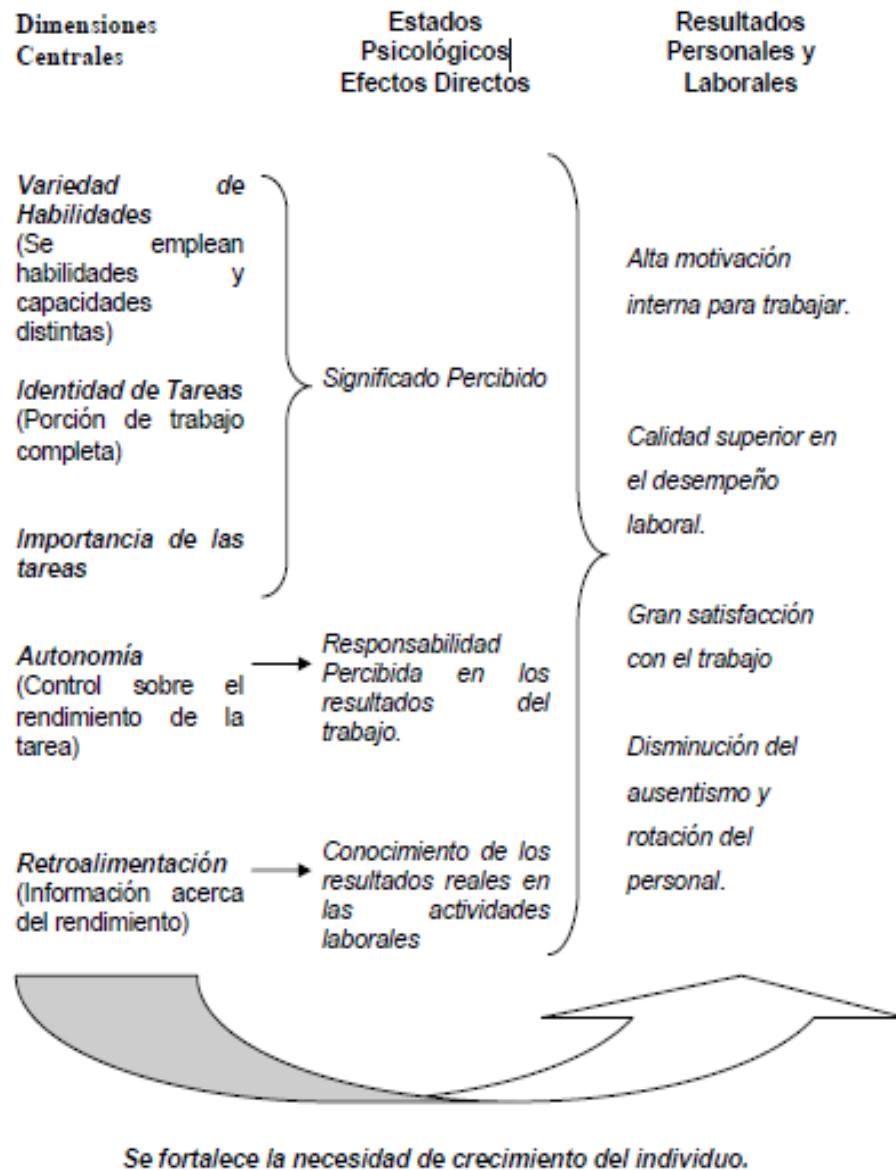 Dimensiones
Centrales
Estados
Psicológicos
Efectos Directos
Resultados
Personales y
Laborales
Variedad de
Habilidades
(Se emplean
habilidades y
capacidades
distintas)
Identidad de Tareas
(Porción de trabajo
completa)
Importancia de las
tareas
Autonomía
(Control sobre el
rendimiento de la
tarea)
Retroalimentación
(Información acerca
del rendimiento)
Significado Percibido
Responsabilidad
Percibida en los
resultados del
trabajo.
Conocimiento de los
resultados reales en
las actividades
laborales
Alta motivación
interna para trabajar.
Calidad superior en
el desempeño
laboral.
Gran satisfacción
con el trabajo
Disminución del
ausentismo y
rotación del
personal.
Se fortalece la necesidad de crecimiento del individuo.